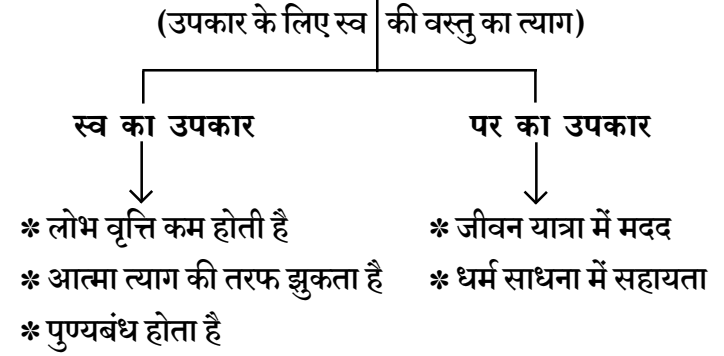 (उपकार के लिए स्व की वस्तु का त्याग)
स्व का उपकार
पर का उपकार
* लोभ वृत्ति कम होती है
* जीवन यात्रा में मदद
* आत्मा त्याग की तरफ झुकता है
* धर्म साधना में सहायता
* पुण्यबंध होता है